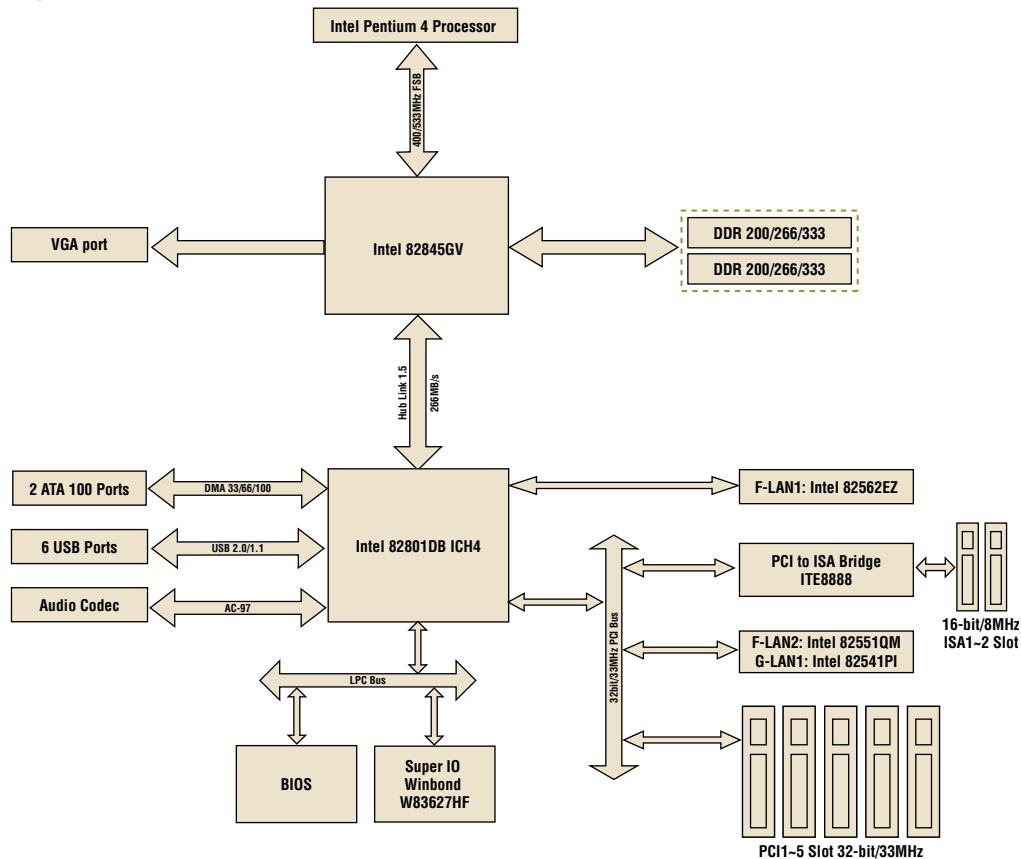 Intel Pentium 4 Processor
400/533MHz FSB
VGA port
Intel 82845GV
DDR 200/266/333
DDR 200/266/333
Hub Link 1.5
266MB/s
2 ATA 100 Ports
DMA 33/66/100
6 USB Ports
USB 2.0/1.1
Audio Codec
AC-97
Intel 82801DB ICH4
F-LAN1: Intel 82562EZ
32bit/33MHz PCI Bus
PCI to ISA Bridge
ITE8888
16-bit/8MHz
ISA1~2 Slot
F-LAN2: Intel 82551QM
G-LAN1: Intel 82541PI
LPC Bus
BIOS
Super IO
Winbond
W83627HF
PCI1~5 Slot 32-bit/33MHz